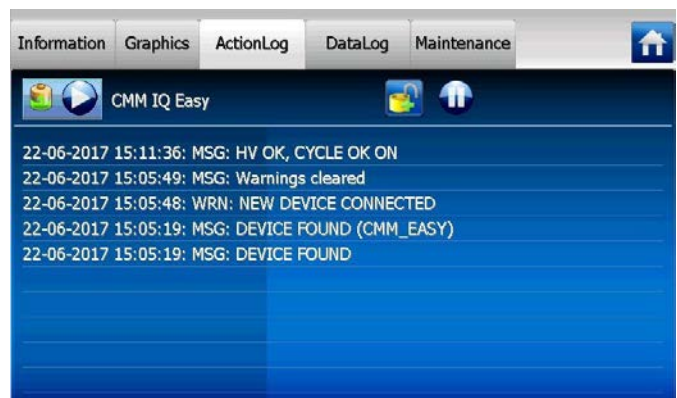 Information Graphics ActionLog DataLog Maintenance
CMM IQ Easy
22-06-2017 15:11:36: MSG: HV OK, CYCLE OK ON
22-06-2017 15:05:49: MSG: Warnings cleared
22-06-2017 15:05:48: WRN: NEW DEVICE CONNECTED
22-06-2017 15:05:19: MSG: DEVICE FOUND (CMM_EASY)
22-06-2017 15:05:19: MSG: DEVICE FOUND